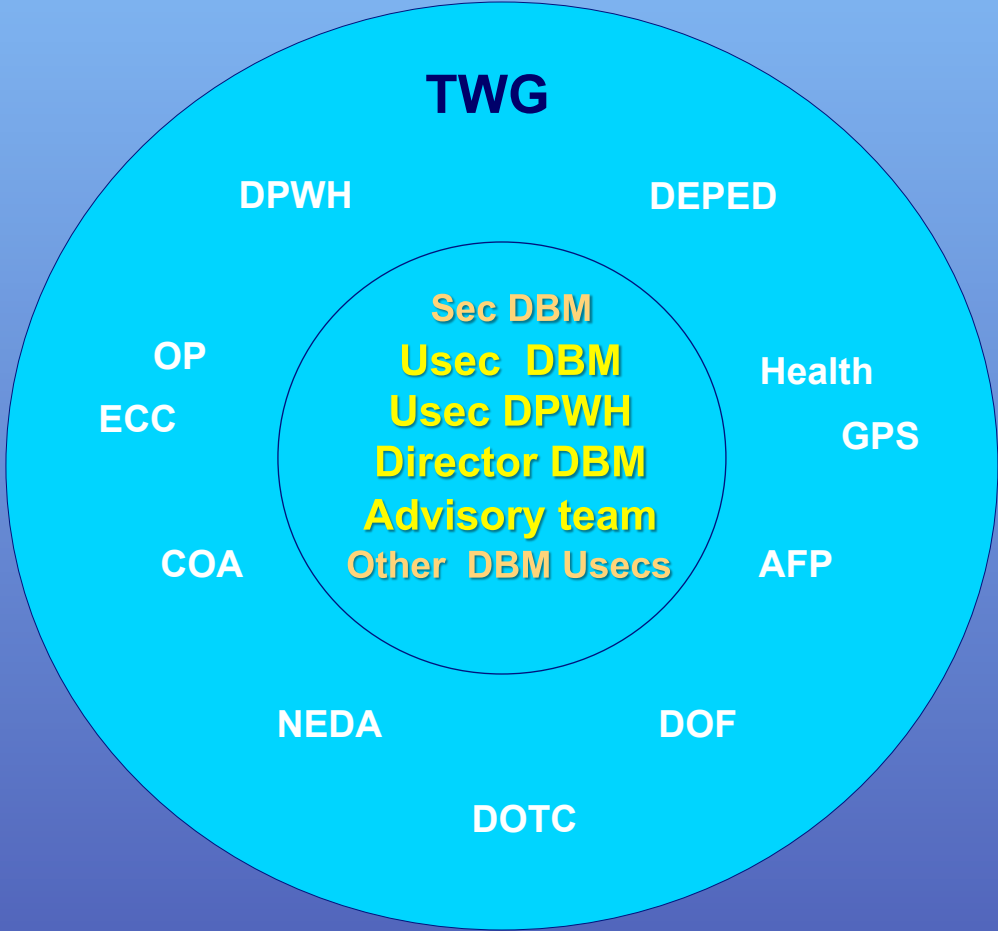 TWG
DPWH
DEPED
Sec DBM
Usec  DBM
Usec DPWH
Director DBM
Advisory team
Other  DBM Usecs
OP
ECC
Health
GPS
COA
AFP
NEDA
DOF
DOTC